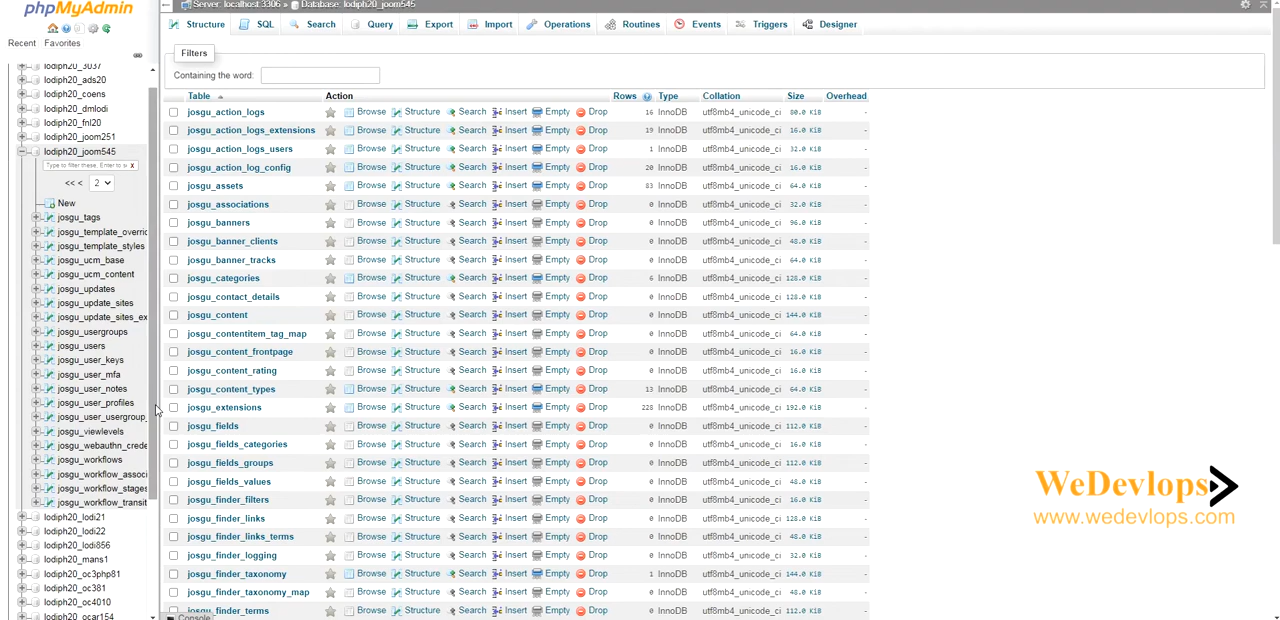 phpMyAdmin
Server: localhost:3306 » Database: lodiph20_joom545
Recent Favorites
Structure SQL Search Query Export Import Operations Routines Events Triggers Designer
Filters
Containing the word:
lodiph20_3037
lodiph20_ads20
lodiph20_coens
lodiph20_dmlodi
lodiph20_fnl20
lodiph20_joom251
lodiph20_joom545
<< < 2
New
josgu_tags
josgu_template_overric
josgu_template_styles
josgu_ucm_base
josgu_ucm_content
josgu_updates
josgu_update_sites
josgu_update_sites_ex
josgu_usergroups
josgu_users
josgu_user_keys
josgu_user_mfa
josgu_user_notes
josgu_user_profiles
josgu_user_usergroup_
josgu_viewlevels
josgu_webauthn_crede
josgu_workflows
josgu_workflow_associ
josgu_workflow_stages
josgu_workflow_transit
lodiph20_lodi21
lodiph20_lodi22
lodiph20_lodi856
lodiph20_mans1
lodiph20_oc3php81
lodiph20_oc381
lodiph20_oc4010
lodiph20_ocar154
Table Action Rows Type Collation Size Overhead
josgu_action_logs Browse Structure Search Insert Empty Drop 16 InnoDB utf8mb4_unicode_ci 80.0 KiB -
josgu_action_logs_extensions Browse Structure Search Insert Empty Drop 19 InnoDB utf8mb4_unicode_ci 16.0 KiB -
josgu_action_logs_users Browse Structure Search Insert Empty Drop 1 InnoDB utf8mb4_unicode_ci 32.0 KiB -
josgu_action_log_config Browse Structure Search Insert Empty Drop 20 InnoDB utf8mb4_unicode_ci 16.0 KiB -
josgu_assets Browse Structure Search Insert Empty Drop 83 InnoDB utf8mb4_unicode_ci 64.0 KiB -
josgu_associations Browse Structure Search Insert Empty Drop 0 InnoDB utf8mb4_unicode_ci 32.0 KiB -
josgu_banners Browse Structure Search Insert Empty Drop 0 InnoDB utf8mb4_unicode_ci 96.0 KiB -
josgu_banner_clients Browse Structure Search Insert Empty Drop 0 InnoDB utf8mb4_unicode_ci 48.0 KiB -
josgu_banner_tracks Browse Structure Search Insert Empty Drop 0 InnoDB utf8mb4_unicode_ci 64.0 KiB -
josgu_categories Browse Structure Search Insert Empty Drop 6 InnoDB utf8mb4_unicode_ci 128.0 KiB -
josgu_contact_details Browse Structure Search Insert Empty Drop 0 InnoDB utf8mb4_unicode_ci 128.0 KiB -
josgu_content Browse Structure Search Insert Empty Drop 0 InnoDB utf8mb4_unicode_ci 144.0 KiB -
josgu_contentitem_tag_map Browse Structure Search Insert Empty Drop 0 InnoDB utf8mb4_unicode_ci 64.0 KiB -
josgu_content_frontpage Browse Structure Search Insert Empty Drop 0 InnoDB utf8mb4_unicode_ci 16.0 KiB -
josgu_content_rating Browse Structure Search Insert Empty Drop 0 InnoDB utf8mb4_unicode_ci 16.0 KiB -
josgu_content_types Browse Structure Search Insert Empty Drop 13 InnoDB utf8mb4_unicode_ci 64.0 KiB -
josgu_extensions Browse Structure Search Insert Empty Drop 228 InnoDB utf8mb4_unicode_ci 192.0 KiB -
josgu_fields Browse Structure Search Insert Empty Drop 0 InnoDB utf8mb4_unicode_ci 112.0 KiB -
josgu_fields_categories Browse Structure Search Insert Empty Drop 0 InnoDB utf8mb4_unicode_ci 16.0 KiB -
josgu_fields_groups Browse Structure Search Insert Empty Drop 0 InnoDB utf8mb4_unicode_ci 112.0 KiB -
josgu_fields_values Browse Structure Search Insert Empty Drop 0 InnoDB utf8mb4_unicode_ci 48.0 KiB -
josgu_finder_filters Browse Structure Search Insert Empty Drop 0 InnoDB utf8mb4_unicode_ci 16.0 KiB -
josgu_finder_links Browse Structure Search Insert Empty Drop 0 InnoDB utf8mb4_unicode_ci 128.0 KiB -
josgu_finder_links_terms Browse Structure Search Insert Empty Drop 0 InnoDB utf8mb4_unicode_ci 48.0 KiB -
josgu_finder_logging Browse Structure Search Insert Empty Drop 0 InnoDB utf8mb4_unicode_ci 32.0 KiB -
josgu_finder_taxonomy Browse Structure Search Insert Empty Drop 1 InnoDB utf8mb4_unicode_ci 144.0 KiB -
josgu_finder_taxonomy_map Browse Structure Search Insert Empty Drop 0 InnoDB utf8mb4_unicode_ci 64.0 KiB -
josgu_finder_terms Browse Structure Search Insert Empty Drop 0 InnoDB utf8mb4_unicode_ci 112.0 KiB -
Console
WeDevlops
www.wedevlops.com